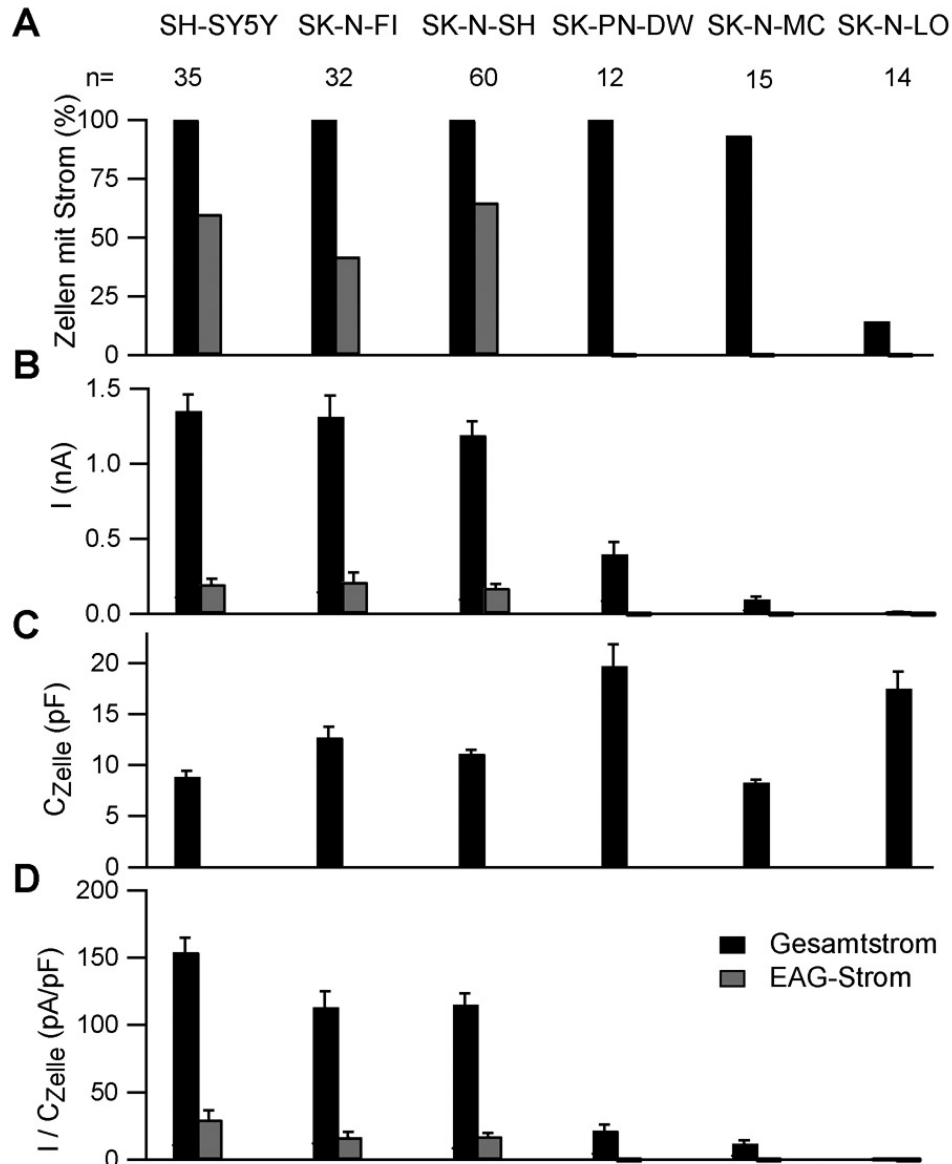 A SH-SY5Y SK-N-FI SK-N-SH SK-PN-DW SK-N-MC SK-N-LO
n= 35 32 60 12 15 14
Zellen mit Strom (%)
100
75
50
25
0
B
I (nA)
1.5
1.0
0.5
0.0
C
CZelle (pF)
20
15
10
5
0
D
I / CZelle (pA/pF)
200
150
100
50
0
Gesamtstrom
EAG-Strom